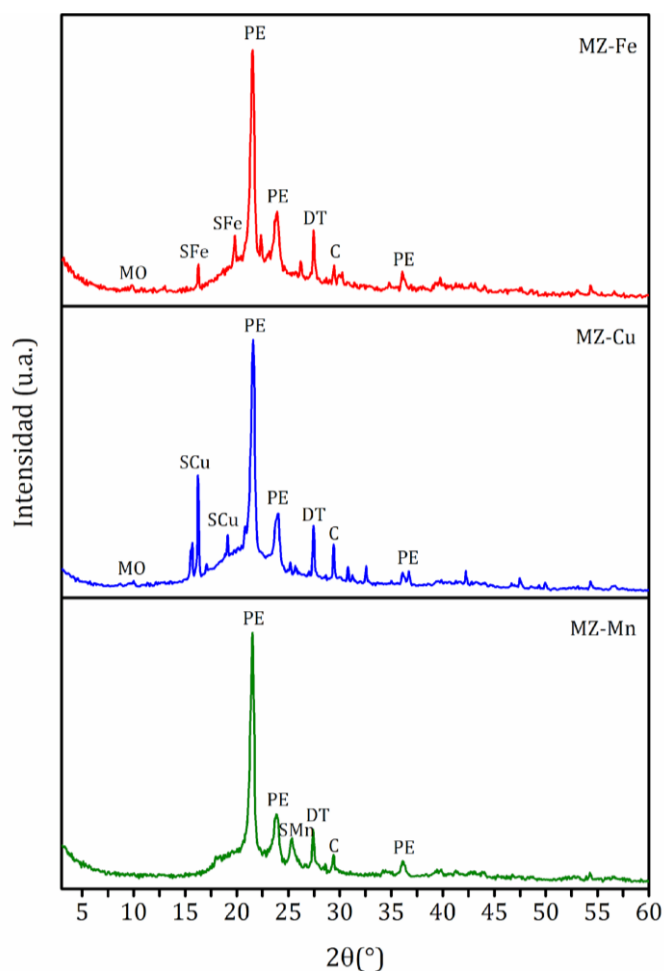 PE
MZ-Fe
PE
SFe
DT
SFe
C
PE
MO
PE
MZ-Cu
SCu
PE
SCu
DT
C
PE
MO
PE
MZ-Mn
PE
DT
SMn
C
PE
Intensidad (u.a.)
5 10 15 20 25 30 35 40 45 50 55 60
2θ(°)